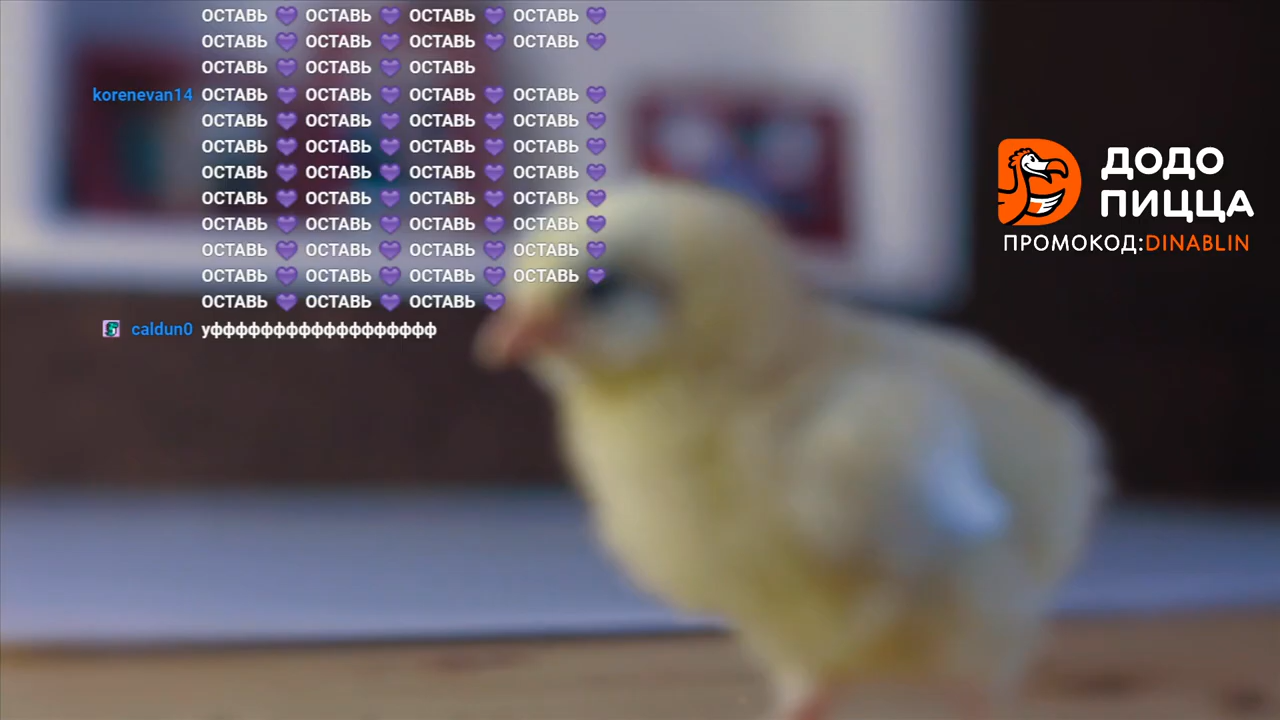 ОСТАВЬ 💜 ОСТАВЬ 💜 ОСТАВЬ 💜 ОСТАВЬ 💜
ОСТАВЬ 💜 ОСТАВЬ 💜 ОСТАВЬ 💜 ОСТАВЬ 💜
ОСТАВЬ 💜 ОСТАВЬ 💜 ОСТАВЬ
korenevan14 ОСТАВЬ 💜 ОСТАВЬ 💜 ОСТАВЬ 💜 ОСТАВЬ 💜
ОСТАВЬ 💜 ОСТАВЬ 💜 ОСТАВЬ 💜 ОСТАВЬ 💜
ОСТАВЬ 💜 ОСТАВЬ 💜 ОСТАВЬ 💜 ОСТАВЬ 💜
ОСТАВЬ 💜 ОСТАВЬ 💜 ОСТАВЬ 💜 ОСТАВЬ 💜
ОСТАВЬ 💜 ОСТАВЬ 💜 ОСТАВЬ 💜 ОСТАВЬ 💜
ОСТАВЬ 💜 ОСТАВЬ 💜 ОСТАВЬ 💜 ОСТАВЬ 💜
ОСТАВЬ 💜 ОСТАВЬ 💜 ОСТАВЬ 💜 ОСТАВЬ 💜
ОСТАВЬ 💜 ОСТАВЬ 💜 ОСТАВЬ 💜 ОСТАВЬ 💜
ОСТАВЬ 💜 ОСТАВЬ 💜 ОСТАВЬ 💜
caldun0 уфффффффффффффффффф
ДОДО
ПИЦЦА
ПРОМОКОД:DINABLIN